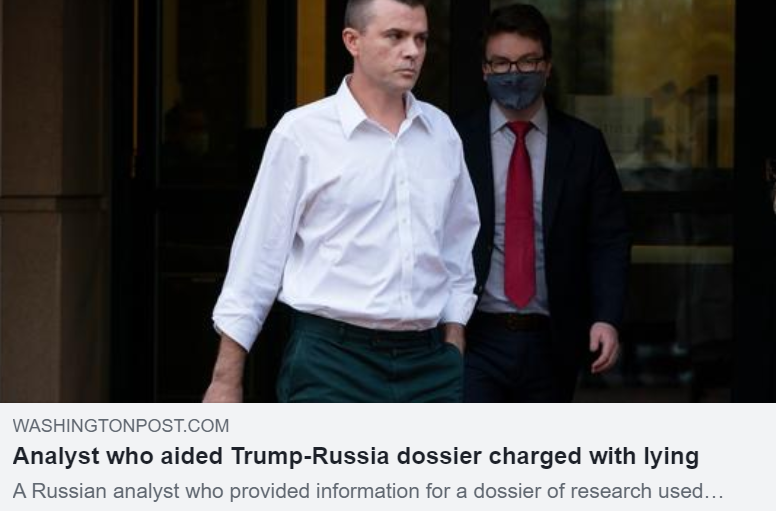 WASHINGTONPOST.COM
Analyst who aided Trump-Russia dossier charged with lying
A Russian analyst who provided information for a dossier of research used…